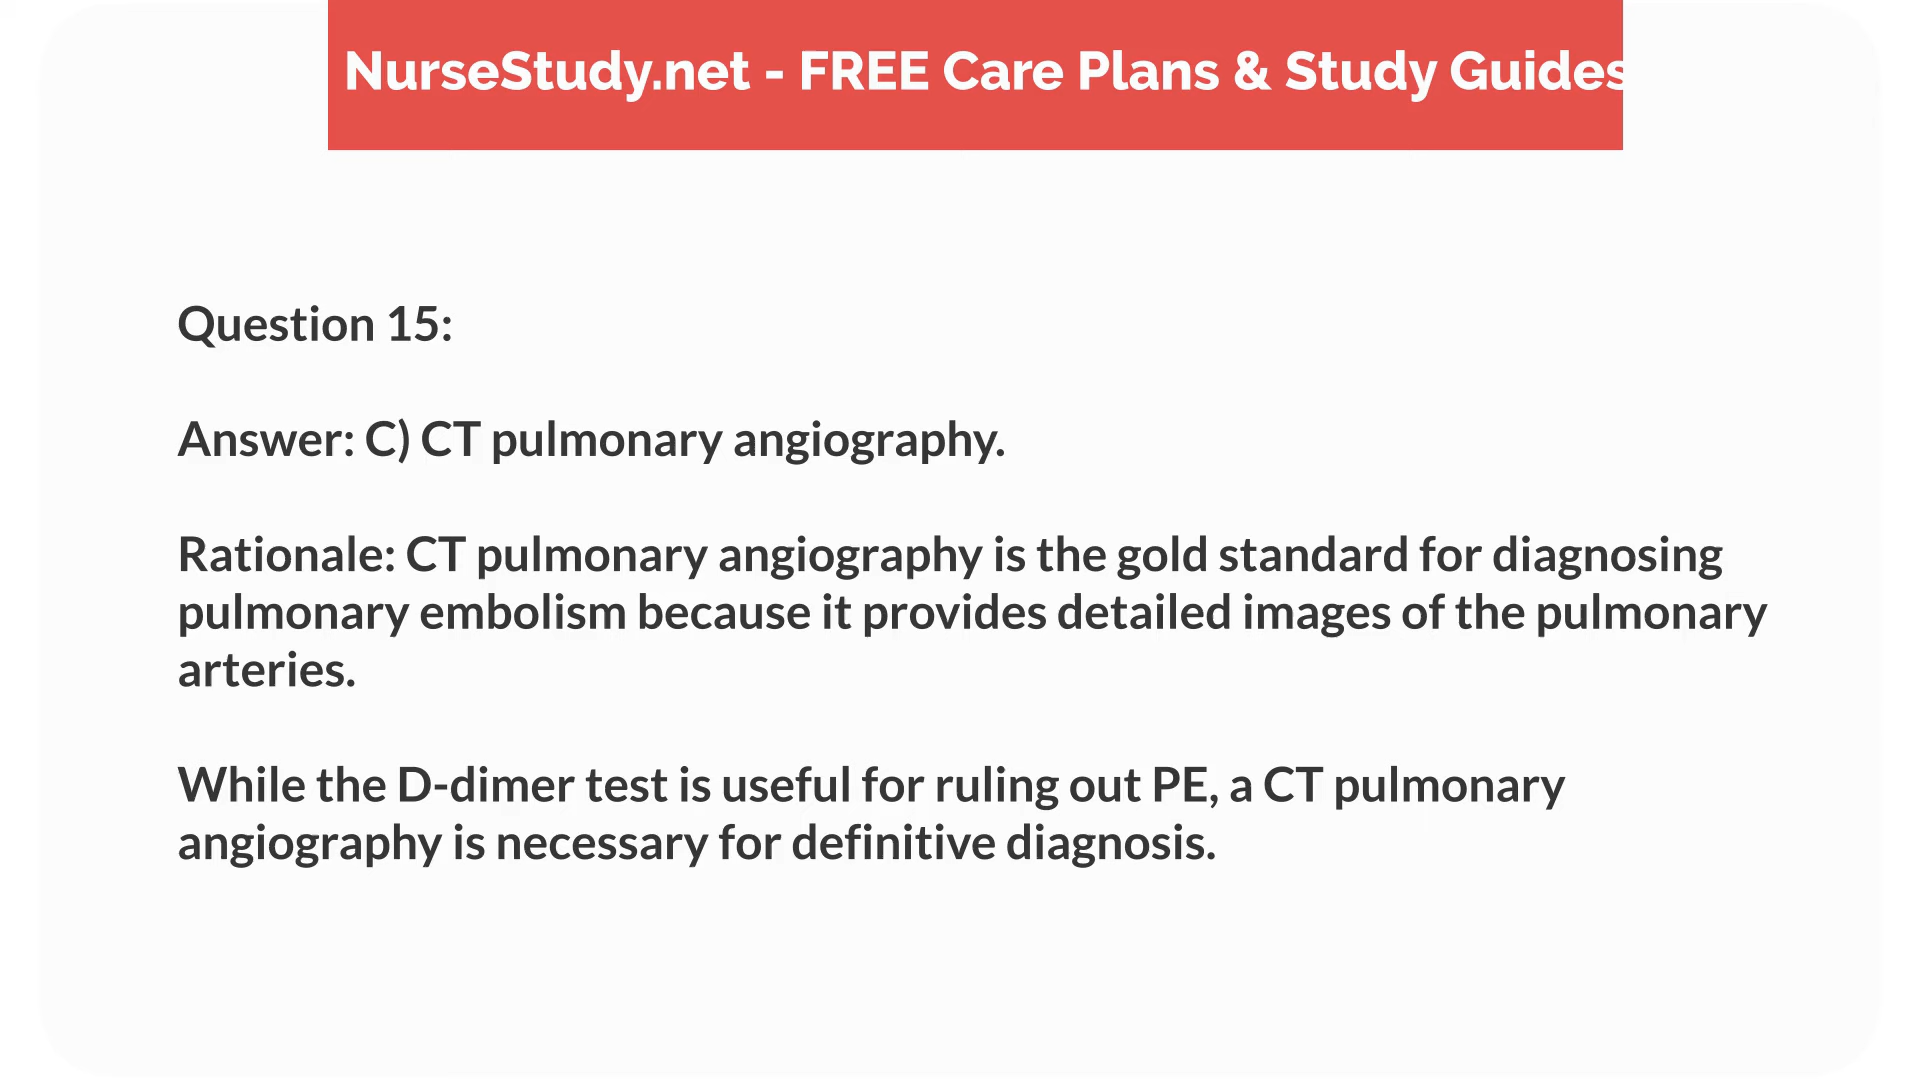 NurseStudy.net - FREE Care Plans & Study Guides
Question 15:
Answer: C) CT pulmonary angiography.
Rationale: CT pulmonary angiography is the gold standard for diagnosing
pulmonary embolism because it provides detailed images of the pulmonary
arteries.
While the D-dimer test is useful for ruling out PE, a CT pulmonary
angiography is necessary for definitive diagnosis.